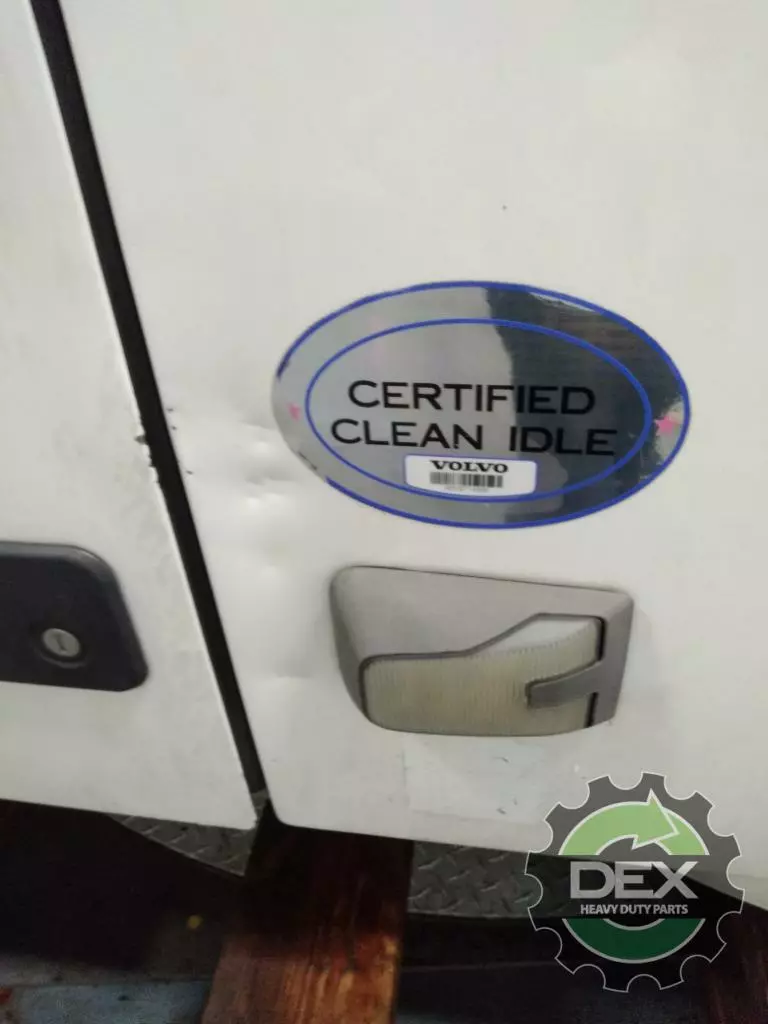 CERTIFIED
CLEAN IDLE
VOLVO
DEX
HEAVY DUTY PARTS